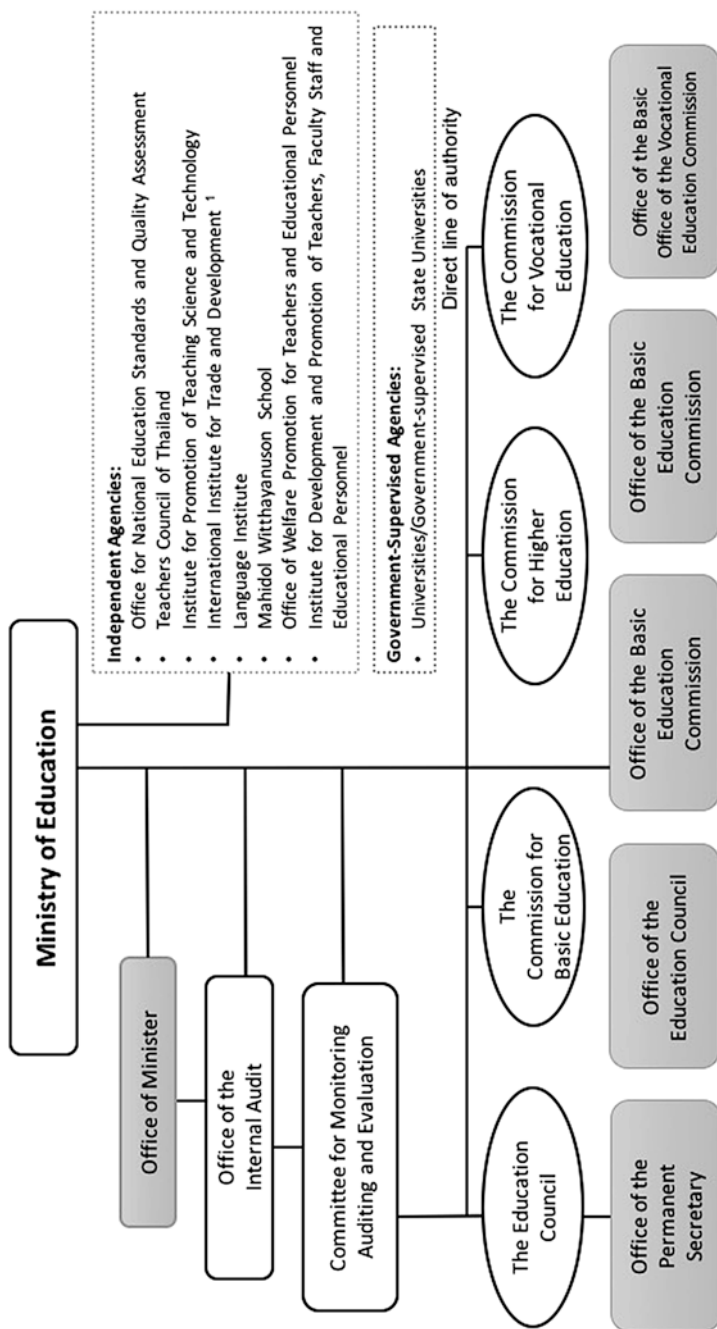 Ministry of Education
Independent Agencies:
• Office for National Education Standards and Quality Assessment
Teachers Council of Thailand
• Institute for Promotion of Teaching Science and Technology
• International Institute for Trade and Development ¹
• Language Institute
• Mahidol Witthayanuson School
• Office of Welfare Promotion for Teachers and Educational Personnel
• Institute for Development and Promotion of Teachers, Faculty Staff and
Educational Personnel
Government-Supervised Agencies:
• Universities/Government-supervised State Universities
Direct line of authority
Office of Minister
Office of the
Internal Audit
Committee for Monitoring
Auditing and Evaluation
The Education
Council
The
Commission for
Basic Education
The Commission
for Higher
Education
The Commission
for Vocational
Education
Office of the
Permanent
Secretary
Office of the
Education Council
Office of the Basic
Education
Commission
Office of the Basic
Education
Commission
Office of the Basic
Office of the Vocational
Education Commission